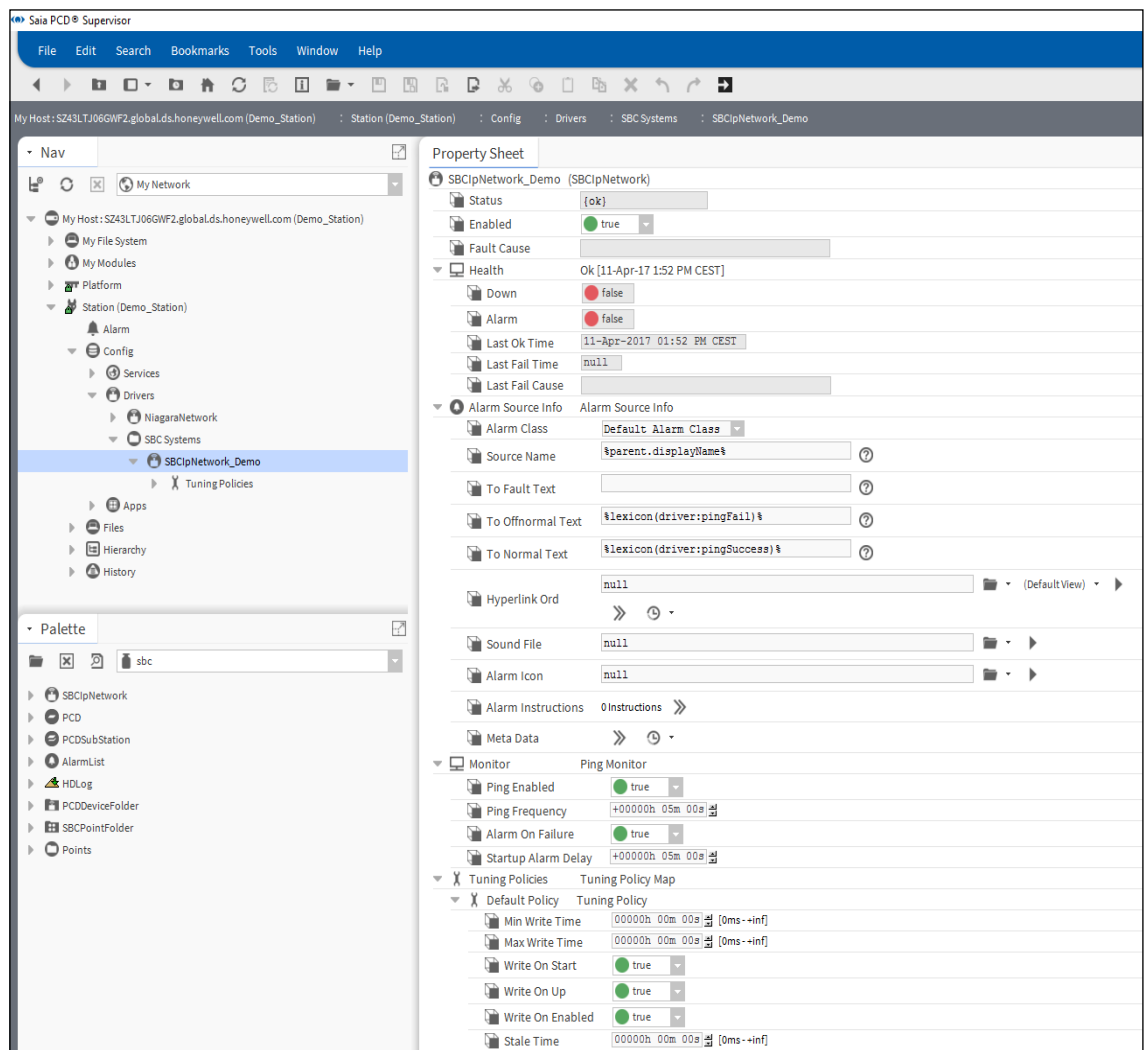 Saia PCD® Supervisor
File Edit Search Bookmarks Tools Window Help
My Host : SZ43LTJ06GWF2.global.ds.honeywell.com (Demo_Station) : Station (Demo_Station) : Config : Drivers : SBC Systems : SBCIpNetwork_Demo
Nav
My Network
My Host : SZ43LTJ06GWF2.global.ds.honeywell.com (Demo_Station)
My File System
My Modules
Platform
Station (Demo_Station)
Alarm
Config
Services
Drivers
NiagaraNetwork
SBC Systems
SBCIpNetwork_Demo
Tuning Policies
Apps
Files
Hierarchy
History
Palette
sbc
SBCIpNetwork
PCD
PCDSubStation
AlarmList
HDLog
PCDDeviceFolder
SBCPointFolder
Points
Property Sheet
SBCIpNetwork_Demo (SBCIpNetwork)
Status {ok}
Enabled true
Fault Cause
Health Ok [11-Apr-17 1:52 PM CEST]
Down false
Alarm false
Last Ok Time 11-Apr-2017 01:52 PM CEST
Last Fail Time null
Last Fail Cause
Alarm Source Info Alarm Source Info
Alarm Class Default Alarm Class
Source Name %parent.displayName%
To Fault Text
To Offnormal Text %lexicon(driver:pingFail)%
To Normal Text %lexicon(driver:pingSuccess)%
Hyperlink Ord null (Default View)
Sound File null
Alarm Icon null
Alarm Instructions 0 Instructions
Meta Data
Monitor Ping Monitor
Ping Enabled true
Ping Frequency +00000h 05m 00s
Alarm On Failure true
Startup Alarm Delay +00000h 05m 00s
Tuning Policies Tuning Policy Map
Default Policy Tuning Policy
Min Write Time 00000h 00m 00s [0ms - +inf]
Max Write Time 00000h 00m 00s [0ms - +inf]
Write On Start true
Write On Up true
Write On Enabled true
Stale Time 00000h 00m 00s [0ms - +inf]